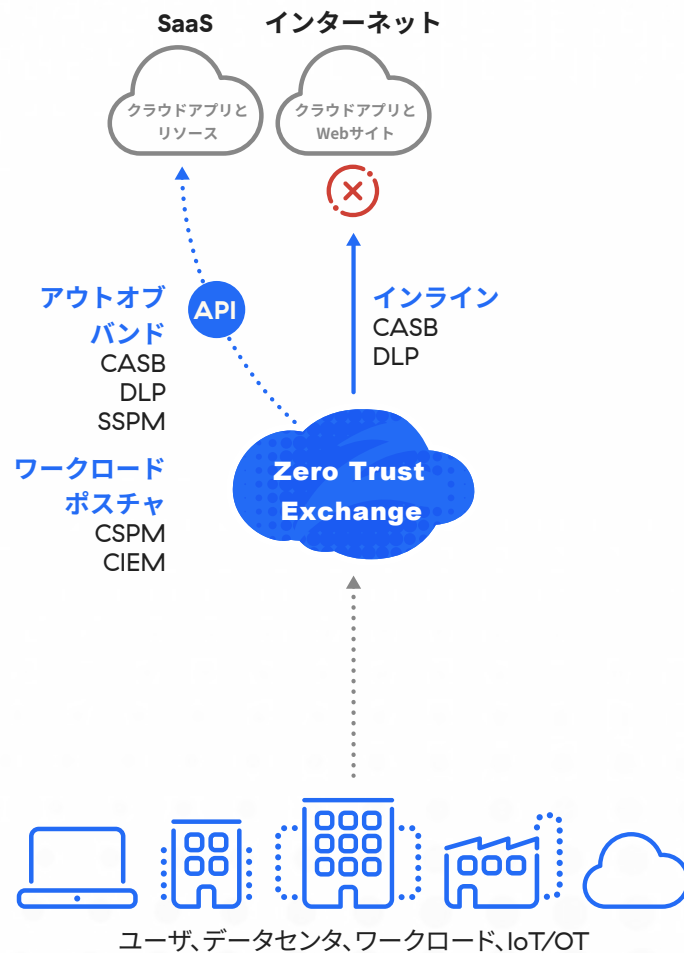 SaaS
インターネット
クラウドアプリと
リソース
クラウドアプリと
Webサイト
アウトオブ
バンド
CASB
DLP
SSPM
API
インライン
CASB
DLP
ワークロード
ポスチャ
CSPM
CIEM
Zero Trust
Exchange
ユーザ、データセンタ、ワークロード、IoT/OT